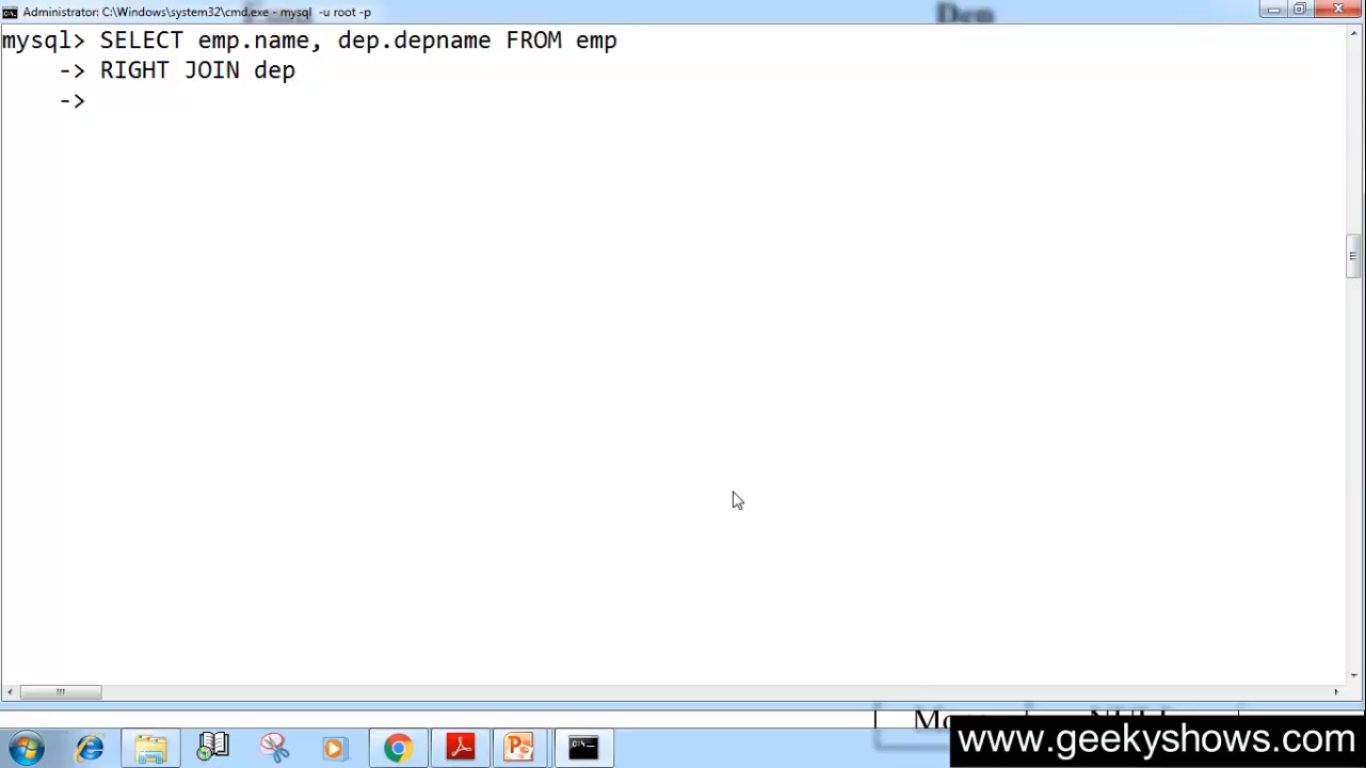 Administrator: C:\Windows\system32\cmd.exe - mysql -u root -p
Dep
mysql> SELECT emp.name, dep.depname FROM emp
-> RIGHT JOIN dep
->
www.geekyshows.com